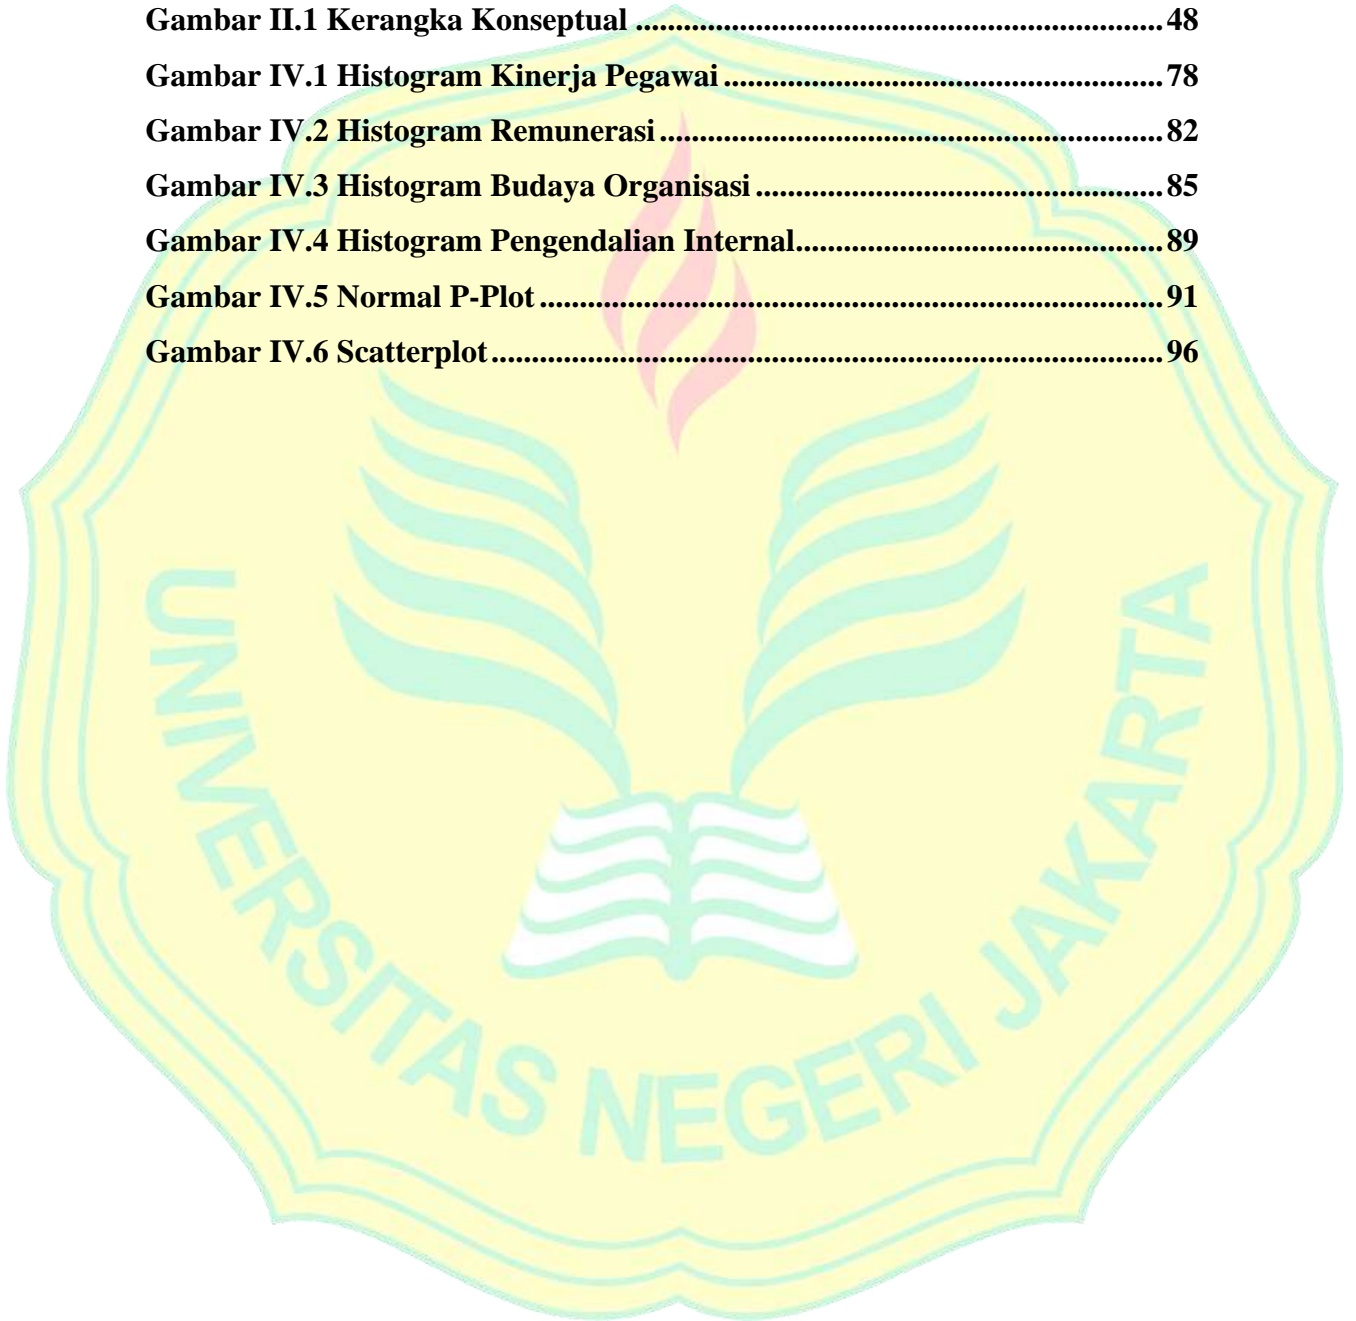 Gambar II.1 Kerangka Konseptual ................................................................. 48
Gambar IV.1 Histogram Kinerja Pegawai ...................................................... 78
Gambar IV.2 Histogram Remunerasi .............................................................. 82
Gambar IV.3 Histogram Budaya Organisasi .................................................. 85
Gambar IV.4 Histogram Pengendalian Internal............................................. 89
Gambar IV.5 Normal P-Plot ............................................................................. 91
Gambar IV.6 Scatterplot ................................................................................... 96
UNIVERSITAS NEGERI JAKARTA